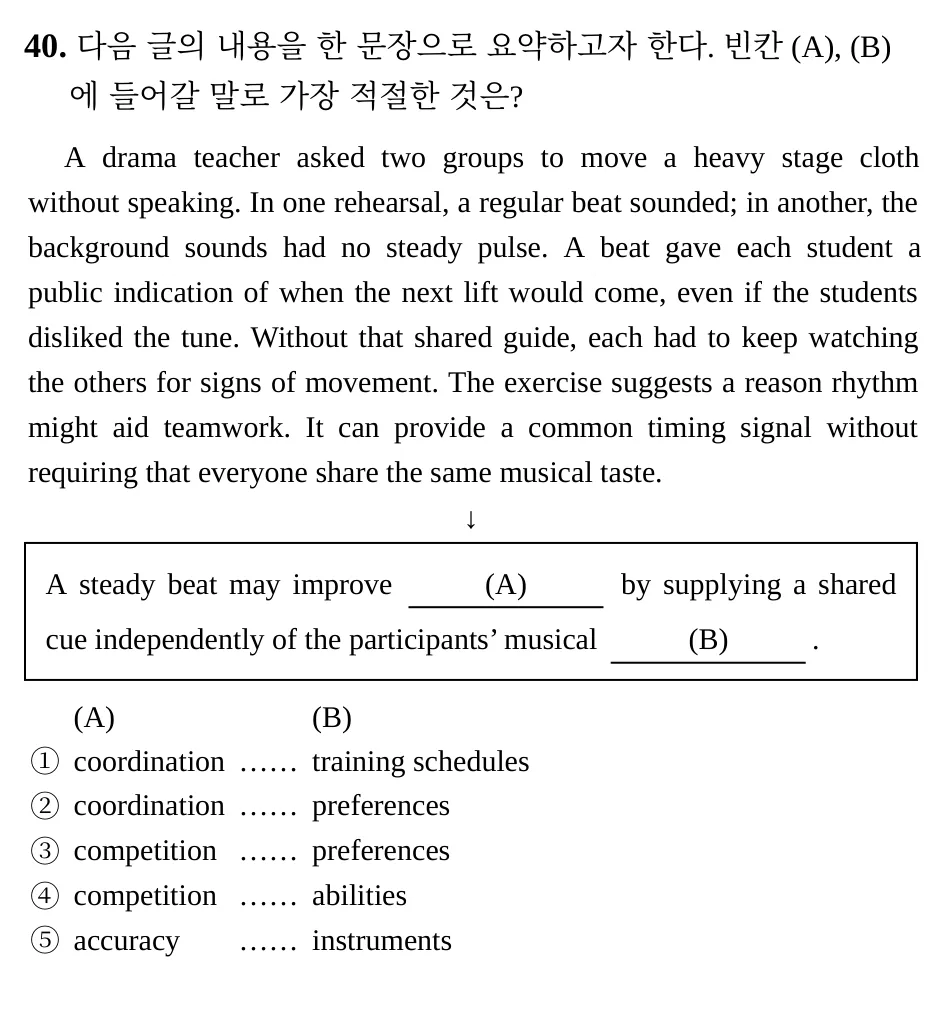 40. 다음 글의 내용을 한 문장으로 요약하고자 한다. 빈칸 (A), (B)
에 들어갈 말로 가장 적절한 것은?
A drama teacher asked two groups to move a heavy stage cloth
without speaking. In one rehearsal, a regular beat sounded; in another, the
background sounds had no steady pulse. A beat gave each student a
public indication of when the next lift would come, even if the students
disliked the tune. Without that shared guide, each had to keep watching
the others for signs of movement. The exercise suggests a reason rhythm
might aid teamwork. It can provide a common timing signal without
requiring that everyone share the same musical taste.
↓
A steady beat may improve (A) by supplying a shared
cue independently of the participants’ musical (B) .
(A) (B)
① coordination …… training schedules
② coordination …… preferences
③ competition …… preferences
④ competition …… abilities
⑤ accuracy …… instruments